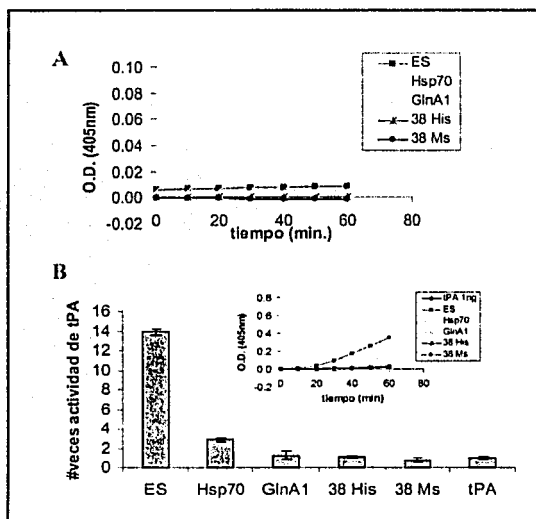 A
O.D. (405nm)
0.10
0.08
0.06
0.04
0.02
0.00
-0.02
0 20 40 60 80
tiempo (min.)
ES
Hsp70
GlnA1
38 His
38 Ms
B
#veces actividad de tPA
16
14
12
10
8
6
4
2
0
ES Hsp70 GlnA1 38 His 38 Ms tPA
O.D. (405nm)
0.8
0.6
0.4
0.2
0.0
-0.2
0 20 40 60 80
tiempo (min)
tPA 1ng
ES
Hsp70
GlnA1
38 His
38 Ms